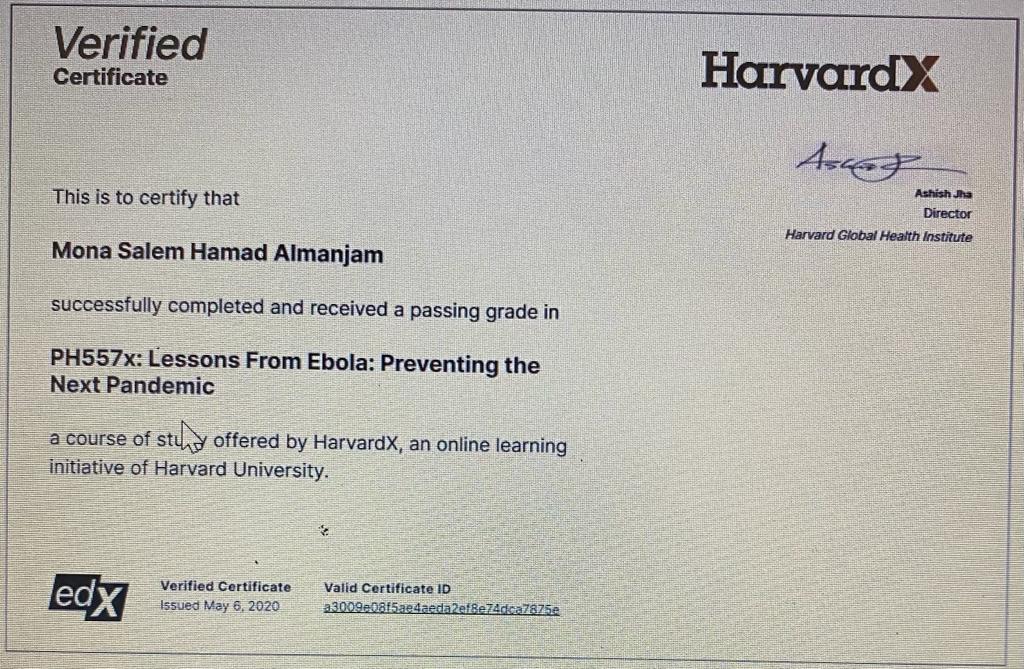 Verified
Certificate
HarvardX
Ashish Jha
Director
Harvard Global Health Institute
This is to certify that
Mona Salem Hamad Almanjam
successfully completed and received a passing grade in
PH557x: Lessons From Ebola: Preventing the
Next Pandemic
a course of study offered by HarvardX, an online learning
initiative of Harvard University.
edX
Verified Certificate
Issued May 6, 2020
Valid Certificate ID
a3009e08f5ae4aeda2ef8e74dca7875e